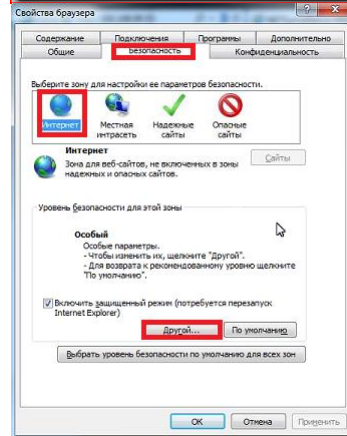 Свойства браузера
Содержание Подключения Программы Дополнительно
Общие Безопасность Конфиденциальность
Выберите зону для настройки ее параметров безопасности.
Интернет Местная интрасеть Надежные сайты Опасные сайты
Интернет
Зона для веб-сайтов, не включенных в зоны надежных и опасных сайтов.
Сайты
Уровень безопасности для этой зоны
Особый
Особые параметры.
- Чтобы изменить их, щелкните "Другой".
- Для возврата к рекомендованному уровню щелкните
"По умолчанию".
Включить защищенный режим (потребуется перезапуск
Internet Explorer)
Другой... По умолчанию
Выбрать уровень безопасности по умолчанию для всех зон
OK Отмена Применить